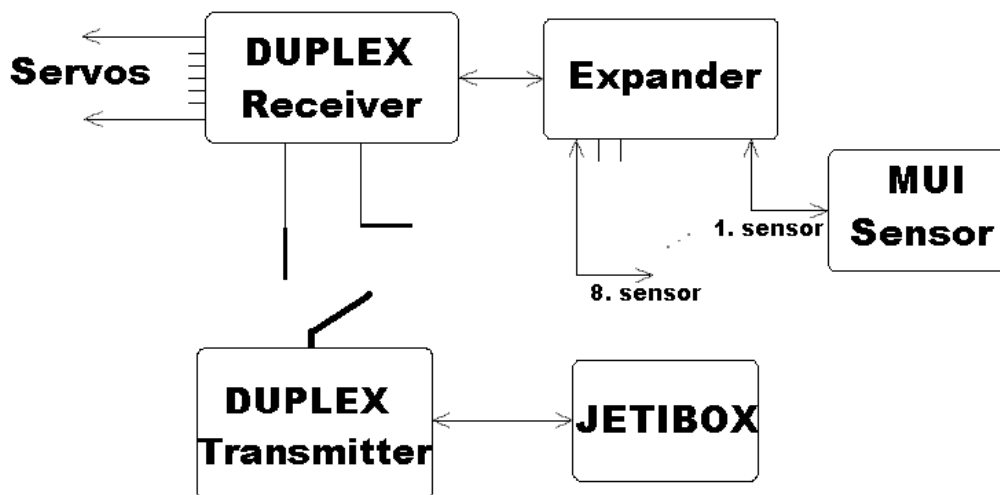 DUPLEX
Receiver
Servos
Expander
MUI
Sensor
1. sensor
8. sensor
DUPLEX
Transmitter
JETIBOX